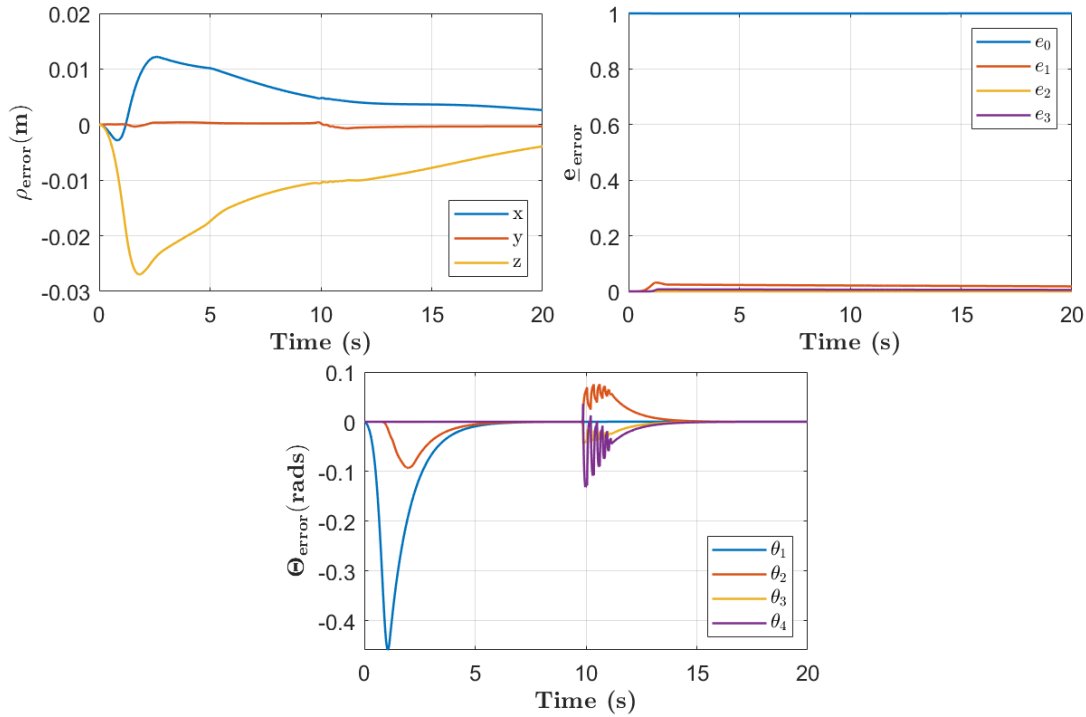 0.02
0.01
0
-0.01
-0.02
-0.03
ρerror(m)
x
y
z
0 5 10 15 20
Time (s)
1
0.8
0.6
0.4
0.2
0
e̲error
e0
e1
e2
e3
0 5 10 15 20
Time (s)
0.1
0
-0.1
-0.2
-0.3
-0.4
Θerror(rads)
θ1
θ2
θ3
θ4
0 5 10 15 20
Time (s)